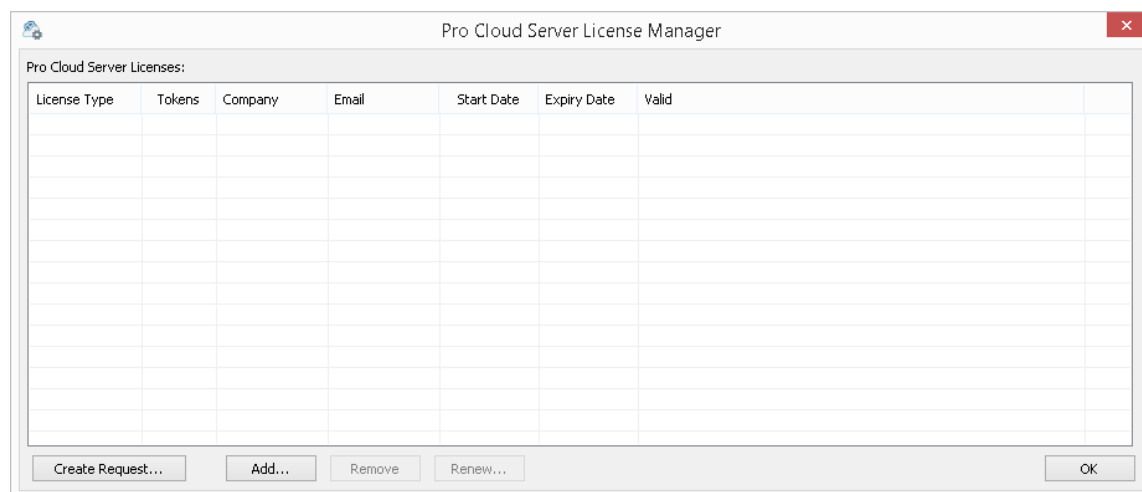 Pro Cloud Server License Manager
Pro Cloud Server Licenses:
License Type Tokens Company Email Start Date Expiry Date Valid
Create Request... Add... Remove Renew... OK